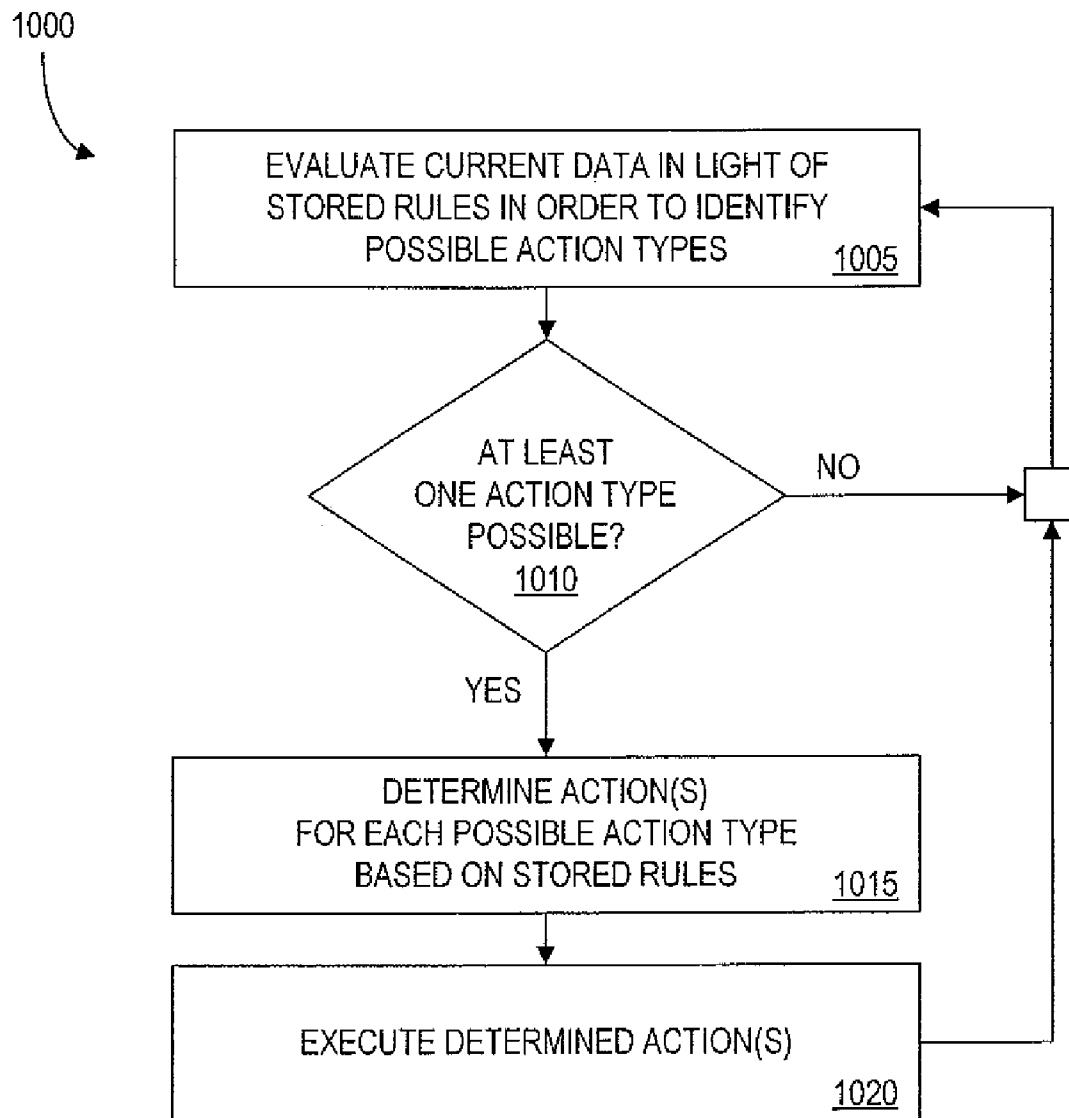 1000
EVALUATE CURRENT DATA IN LIGHT OF
STORED RULES IN ORDER TO IDENTIFY
POSSIBLE ACTION TYPES
1005
AT LEAST
ONE ACTION TYPE
POSSIBLE?
1010
NO
YES
DETERMINE ACTION(S)
FOR EACH POSSIBLE ACTION TYPE
BASED ON STORED RULES
1015
EXECUTE DETERMINED ACTION(S)
1020